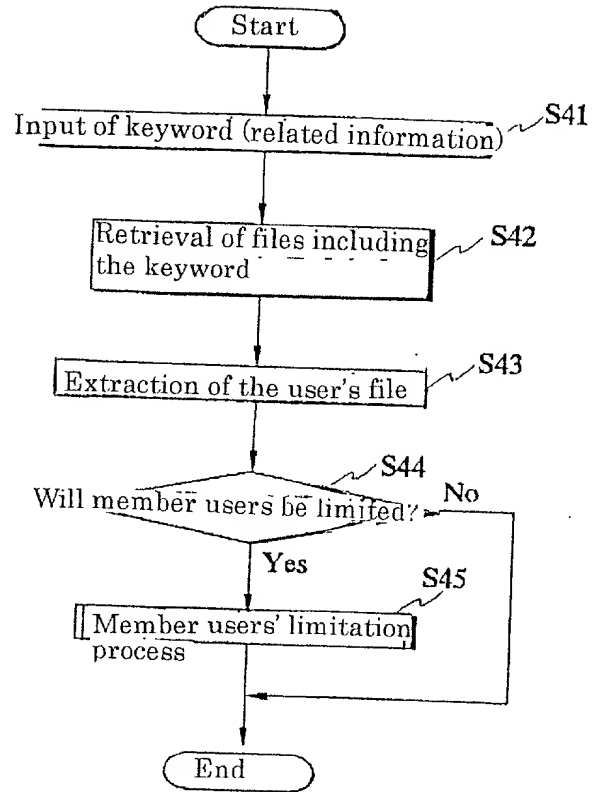 Start
Input of keyword (related information)
S41
Retrieval of files including
the keyword
S42
Extraction of the user's file
S43
S44
Will member users be limited?
No
Yes
S45
Member users' limitation
process
End